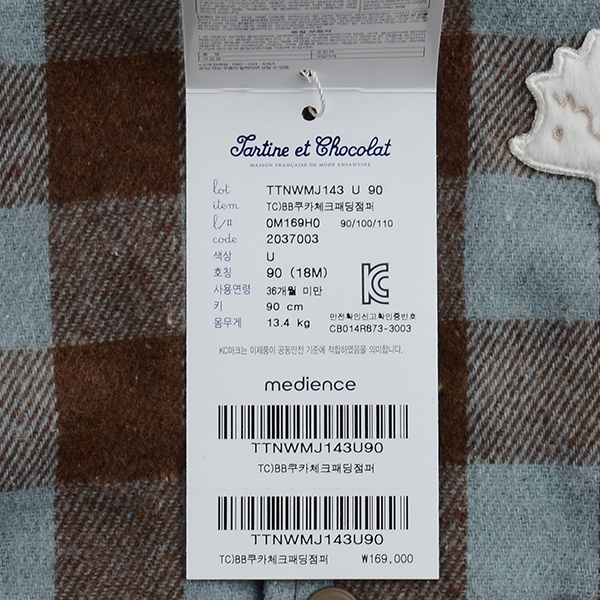 Tartine et Chocolat
MAISON FRANÇAISE DE MODE ENFANTINE
lot TTNWMJ143 U 90
item TC)BB쿠카체크패딩점퍼
l/# 0M169H0 90/100/110
code 2037003
색상 U
호칭 90 (18M)
사용연령 36개월 미만
키 90 cm
몸무게 13.4 kg
안전확인신고확인증번호
CB014R873-3003
KC마크는 이제품이 공동안전 기준에 적합하였음을 의미합니다.
medience
TTNWMJ143U90
TC)BB쿠카체크패딩점퍼
TTNWMJ143U90
TC)BB쿠카체크패딩점퍼 ₩169,000